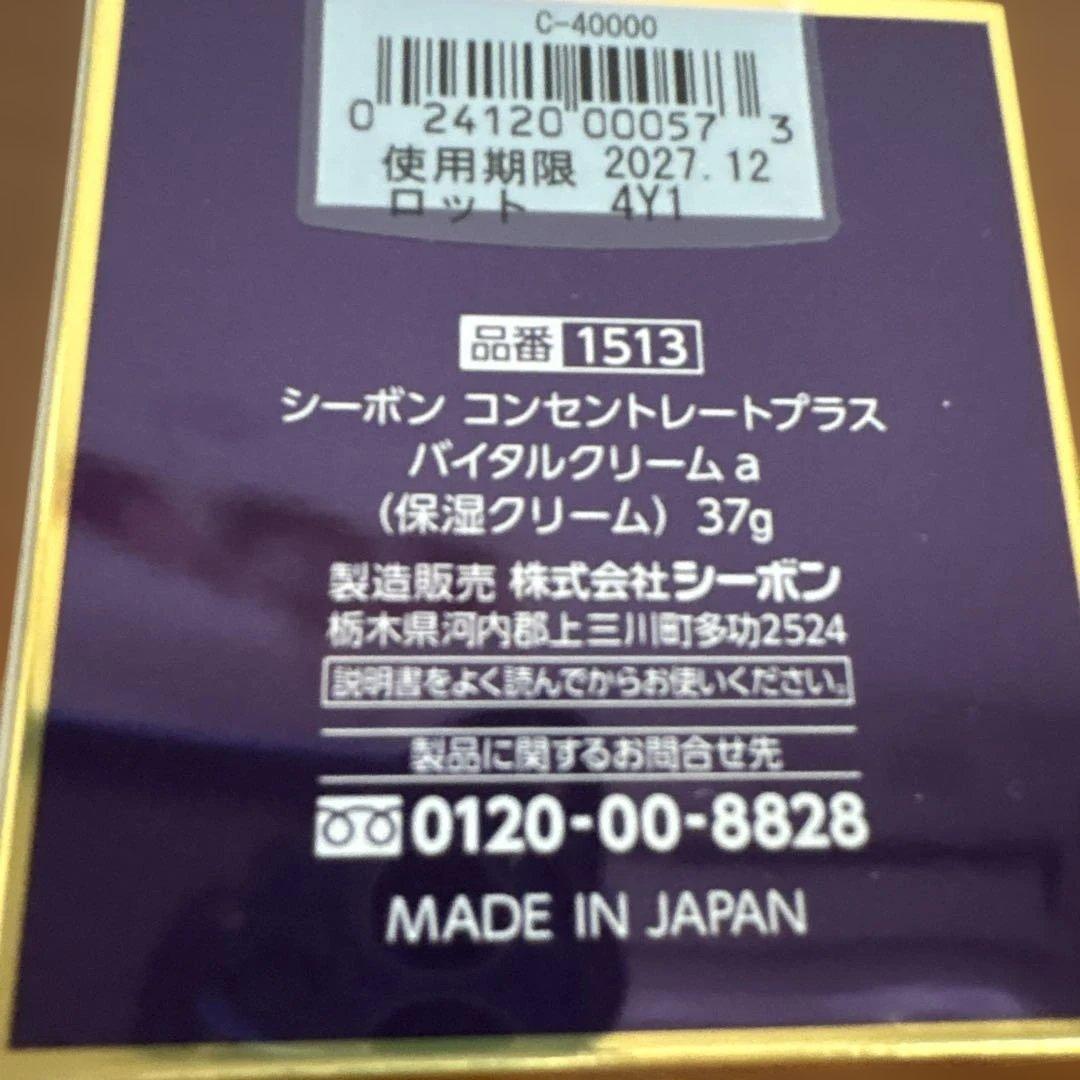 C-40000
0 24120 00057 3
使用期限 2027.12
ロット 4Y1
品番 1513
シーボン コンセントレートプラス
バイタルクリーム a
（保湿クリーム） 37g
製造販売 株式会社シーボン
栃木県河内郡上三川町多功2524
説明書をよく読んでからお使いください。
製品に関するお問合せ先
0120-00-8828
MADE IN JAPAN